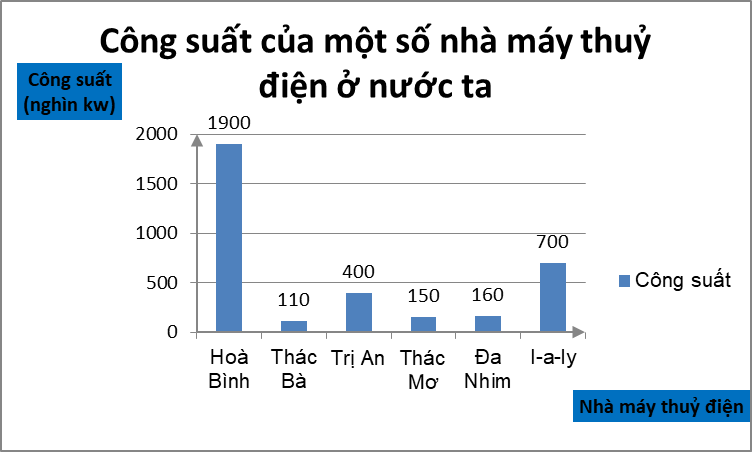 Công suất của một số nhà máy thuỷ
điện ở nước ta
Công suất
(nghìn kw)
2000
1500
1000
500
0
1900
110
400
150
160
700
Hoà
Bình
Thác
Bà
Trị An
Thác
Mơ
Đa
Nhim
I-a-ly
Công suất
Nhà máy thuỷ điện